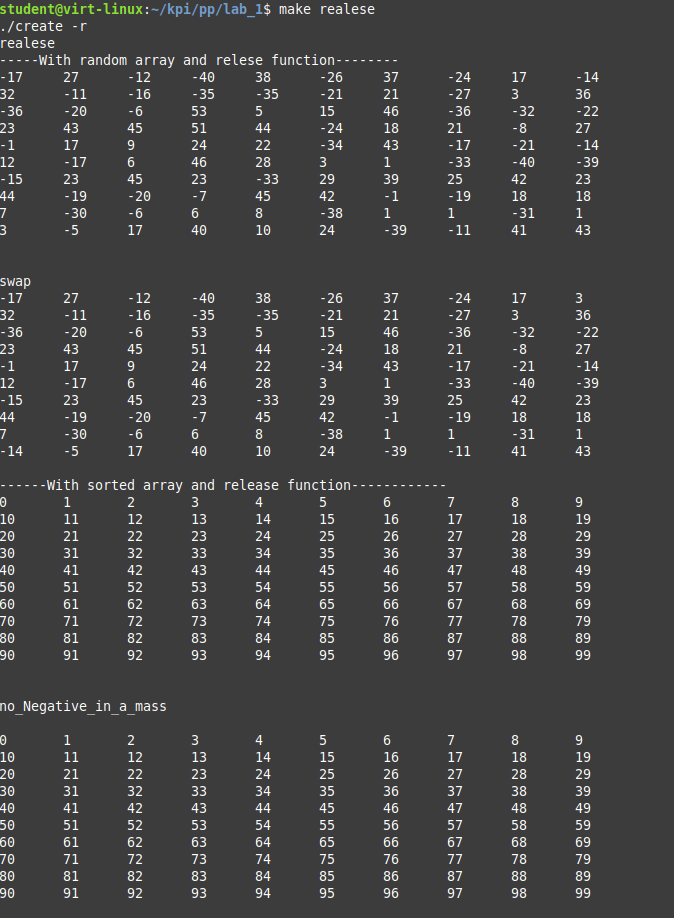 student@virt-linux:~/kpi/pp/lab_1$ make realese
./create -r
realese
-----With random array and relese function--------
-17 27 -12 -40 38 -26 37 -24 17 -14
32 -11 -16 -35 -35 -21 21 -27 3 36
-36 -20 -6 53 5 15 46 -36 -32 -22
23 43 45 51 44 -24 18 21 -8 27
-1 17 9 24 22 -34 43 -17 -21 -14
12 -17 6 46 28 3 1 -33 -40 -39
-15 23 45 23 -33 29 39 25 42 23
44 -19 -20 -7 45 42 -1 -19 18 18
7 -30 -6 6 8 -38 1 1 -31 1
3 -5 17 40 10 24 -39 -11 41 43
swap
-17 27 -12 -40 38 -26 37 -24 17 3
32 -11 -16 -35 -35 -21 21 -27 3 36
-36 -20 -6 53 5 15 46 -36 -32 -22
23 43 45 51 44 -24 18 21 -8 27
-1 17 9 24 22 -34 43 -17 -21 -14
12 -17 6 46 28 3 1 -33 -40 -39
-15 23 45 23 -33 29 39 25 42 23
44 -19 -20 -7 45 42 -1 -19 18 18
7 -30 -6 6 8 -38 1 1 -31 1
-14 -5 17 40 10 24 -39 -11 41 43
------With sorted array and release function------------
0 1 2 3 4 5 6 7 8 9
10 11 12 13 14 15 16 17 18 19
20 21 22 23 24 25 26 27 28 29
30 31 32 33 34 35 36 37 38 39
40 41 42 43 44 45 46 47 48 49
50 51 52 53 54 55 56 57 58 59
60 61 62 63 64 65 66 67 68 69
70 71 72 73 74 75 76 77 78 79
80 81 82 83 84 85 86 87 88 89
90 91 92 93 94 95 96 97 98 99
no_Negative_in_a_mass
0 1 2 3 4 5 6 7 8 9
10 11 12 13 14 15 16 17 18 19
20 21 22 23 24 25 26 27 28 29
30 31 32 33 34 35 36 37 38 39
40 41 42 43 44 45 46 47 48 49
50 51 52 53 54 55 56 57 58 59
60 61 62 63 64 65 66 67 68 69
70 71 72 73 74 75 76 77 78 79
80 81 82 83 84 85 86 87 88 89
90 91 92 93 94 95 96 97 98 99